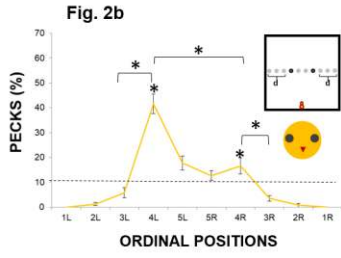 Fig. 2b
PECKS (%)
60
50
40
30
20
10
0
* * * * *
d d
1L 2L 3L 4L 5L 5R 4R 3R 2R 1R
ORDINAL POSITIONS